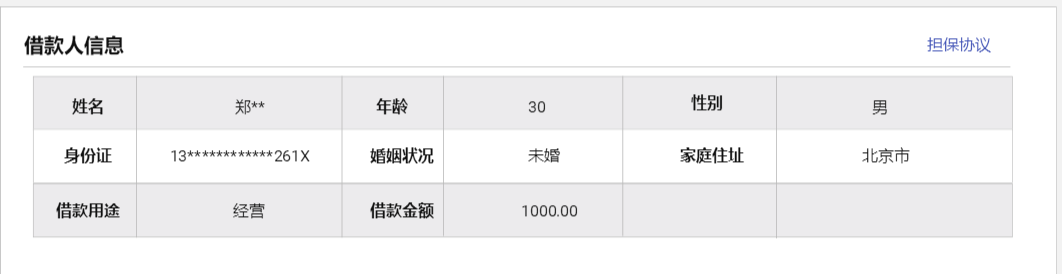 借款人信息 担保协议
姓名 郑** 年龄 30 性别 男
身份证 13************261X 婚姻状况 未婚 家庭住址 北京市
借款用途 经营 借款金额 1000.00